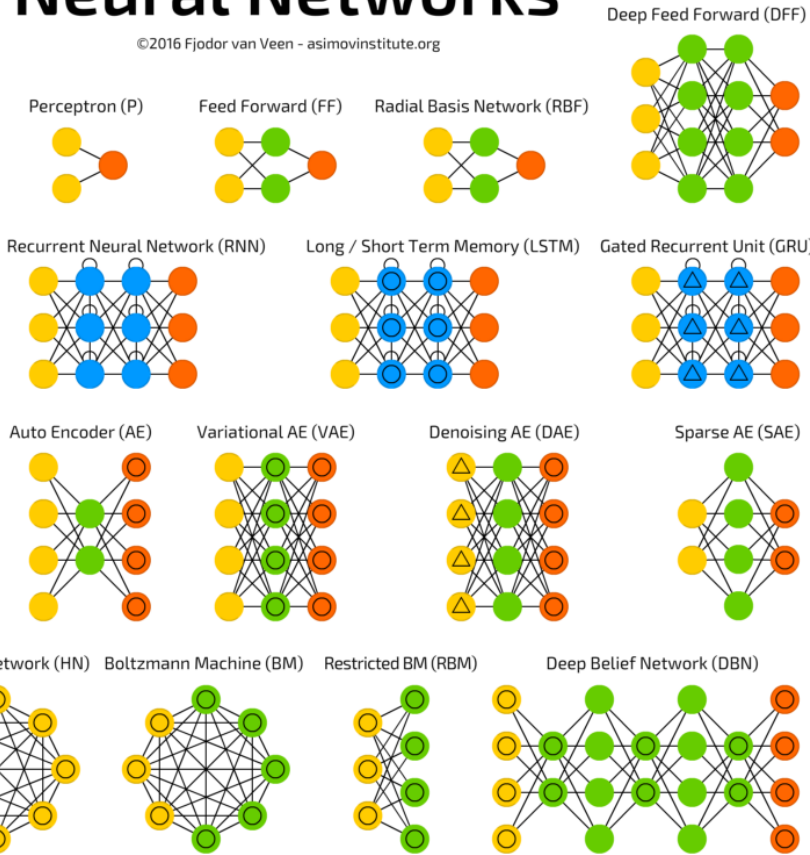 Neural Networks
Deep Feed Forward (DFF)
©2016 Fjodor van Veen - asimovinstitute.org
Perceptron (P)
Feed Forward (FF)
Radial Basis Network (RBF)
Recurrent Neural Network (RNN)
Long / Short Term Memory (LSTM)
Gated Recurrent Unit (GRU)
Auto Encoder (AE)
Variational AE (VAE)
Denoising AE (DAE)
Sparse AE (SAE)
etwork (HN)
Boltzmann Machine (BM)
Restricted BM (RBM)
Deep Belief Network (DBN)